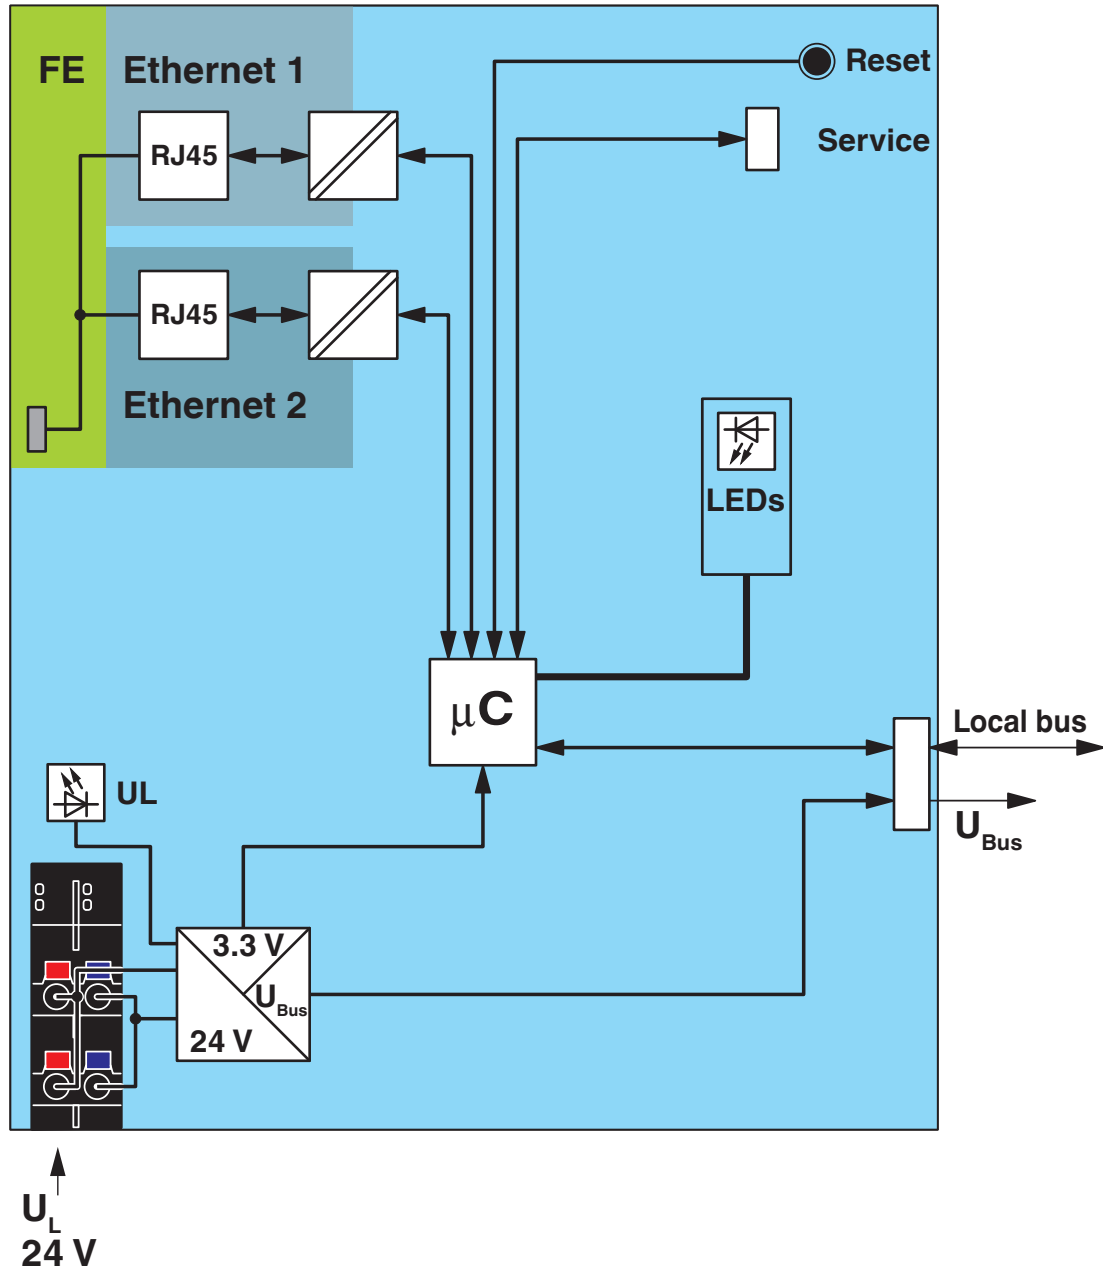 FE
Ethernet 1
Reset
RJ45
Service
RJ45
Ethernet 2
LEDs
μC
Local bus
UL
U Bus
3.3 V
U Bus
24 V
U L
24 V